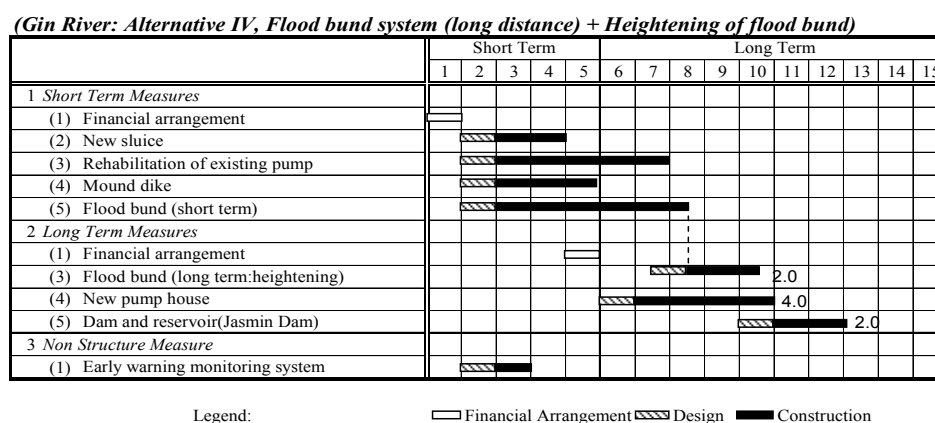 (Gin River: Alternative IV, Flood bund system (long distance) + Heightening of flood bund)
Short Term Long Term
1 2 3 4 5 6 7 8 9 10 11 12 13 14 15
1 Short Term Measures
(1) Financial arrangement
(2) New sluice
(3) Rehabilitation of existing pump
(4) Mound dike
(5) Flood bund (short term)
2 Long Term Measures
(1) Financial arrangement
(3) Flood bund (long term:heightening) 2.0
(4) New pump house 4.0
(5) Dam and reservoir(Jasmin Dam) 2.0
3 Non Structure Measure
(1) Early warning monitoring system
Legend: Financial Arrangement Design Construction